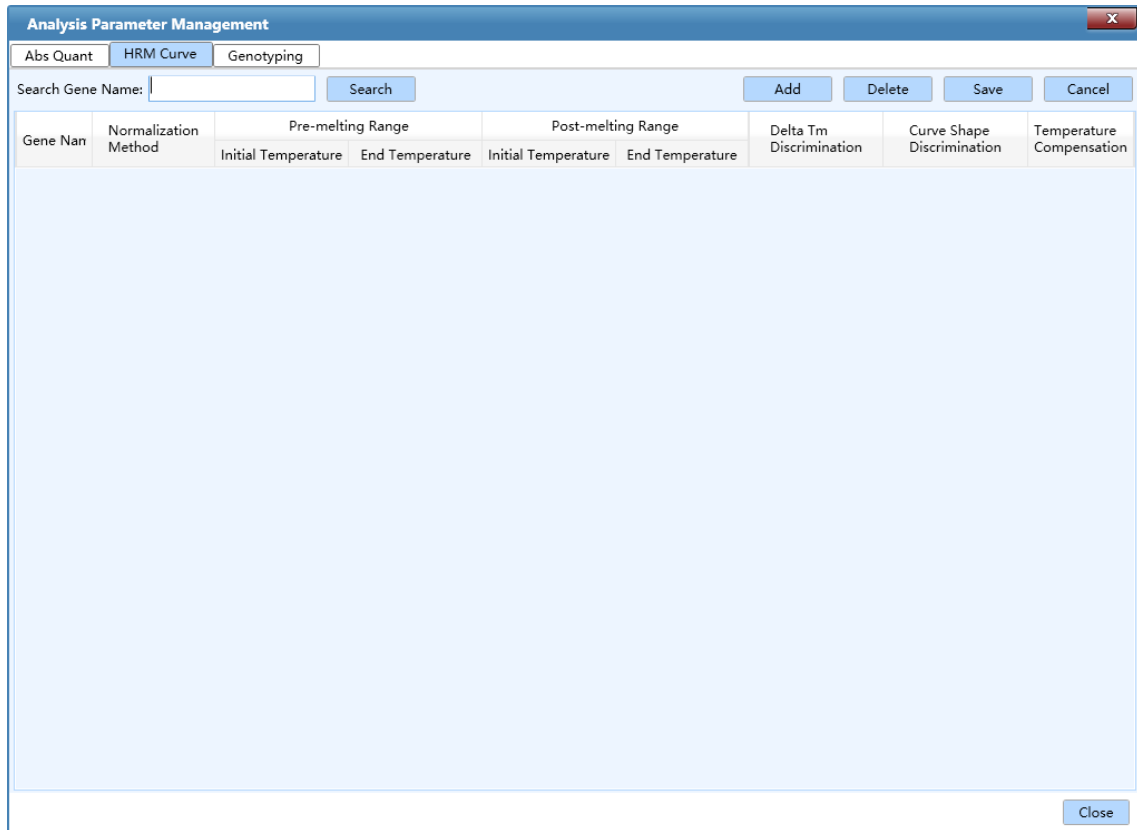 Analysis Parameter Management
x
Abs Quant HRM Curve Genotyping
Search Gene Name: Search Add Delete Save Cancel
Gene Nan Normalization Method Pre-melting Range Post-melting Range Delta Tm Discrimination Curve Shape Discrimination Temperature Compensation
Initial Temperature End Temperature Initial Temperature End Temperature
Close